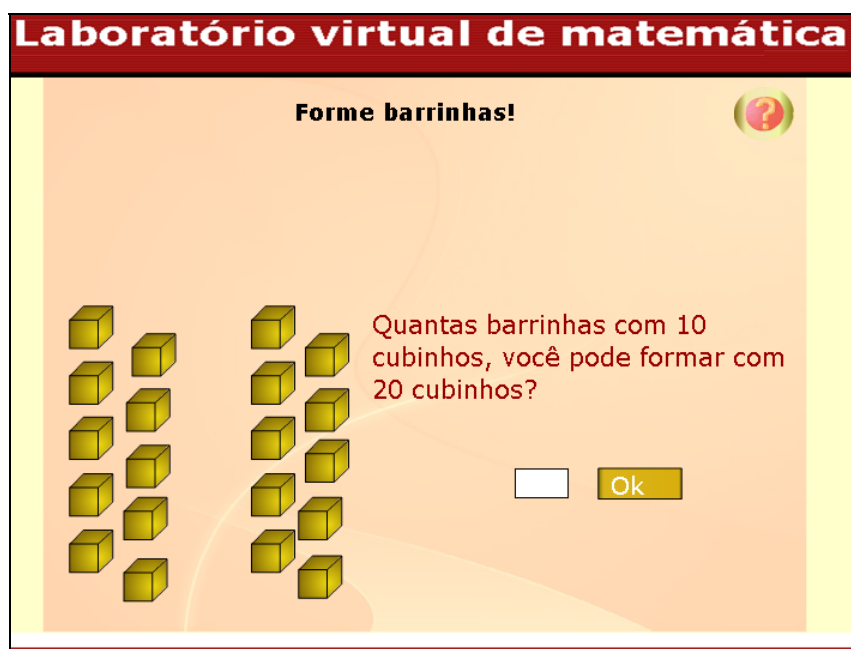 Laboratório virtual de matemática
Forme barrinhas!
?
Quantas barrinhas com 10
cubinhos, você pode formar com
20 cubinhos?
Ok